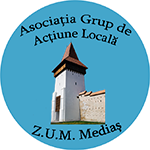 Asociația Grup de
Acțiune Locală
Z.U.M. Mediaș